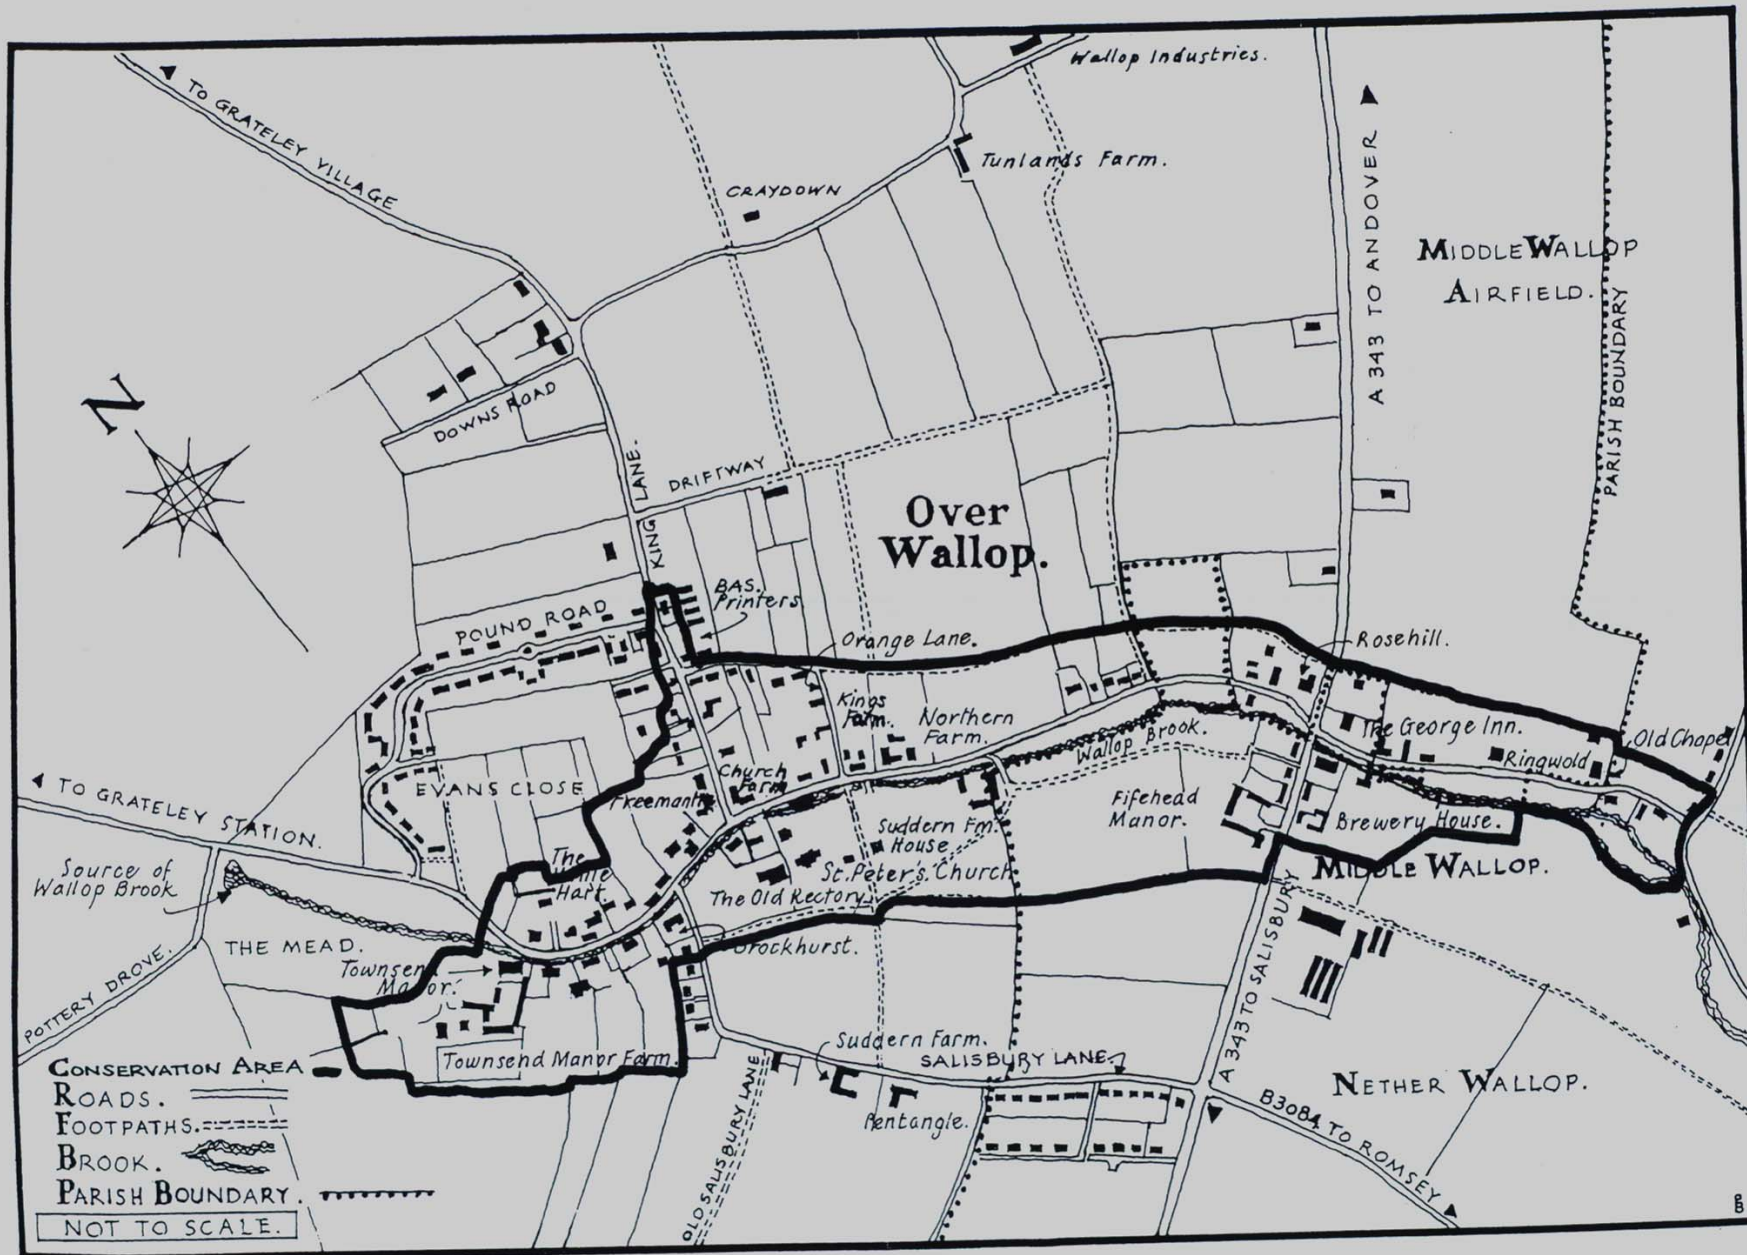 Wallop Industries.
TO GRATELEY VILLAGE
Tunlands Farm.
CRAYDOWN
A343 TO ANDOVER
MIDDLE WALLOP
AIRFIELD.
PARISH BOUNDARY
N
DOWNS ROAD
KING LANE.
DRIFTWAY
Over
Wallop.
BAS.
Printers
POUND ROAD
Orange Lane.
Rosehill.
Kings
Farm.
Northern
Farm.
Wallop Brook.
The George Inn.
Old Chapel
Ringwold
Church
Farm
EVANS CLOSE
Freemantle
Fifehead
Manor.
Brewery House.
TO GRATELEY STATION.
Suddern Fm.
House
MIDDLE WALLOP.
Source of
Wallop Brook
The
White
Hart.
St. Peter's Church
The Old Rectory
THE MEAD.
Brockhurst.
Townsend
Manor.
POTTERY DROVE.
A343 TO SALISBURY
Townsend Manor Farm.
Suddern Farm.
SALISBURY LANE.
NETHER WALLOP.
Pentangle.
OLD SALISBURY LANE
B3084 TO ROMSEY
CONSERVATION AREA
ROADS.
FOOTPATHS.
BROOK.
PARISH BOUNDARY.
NOT TO SCALE.